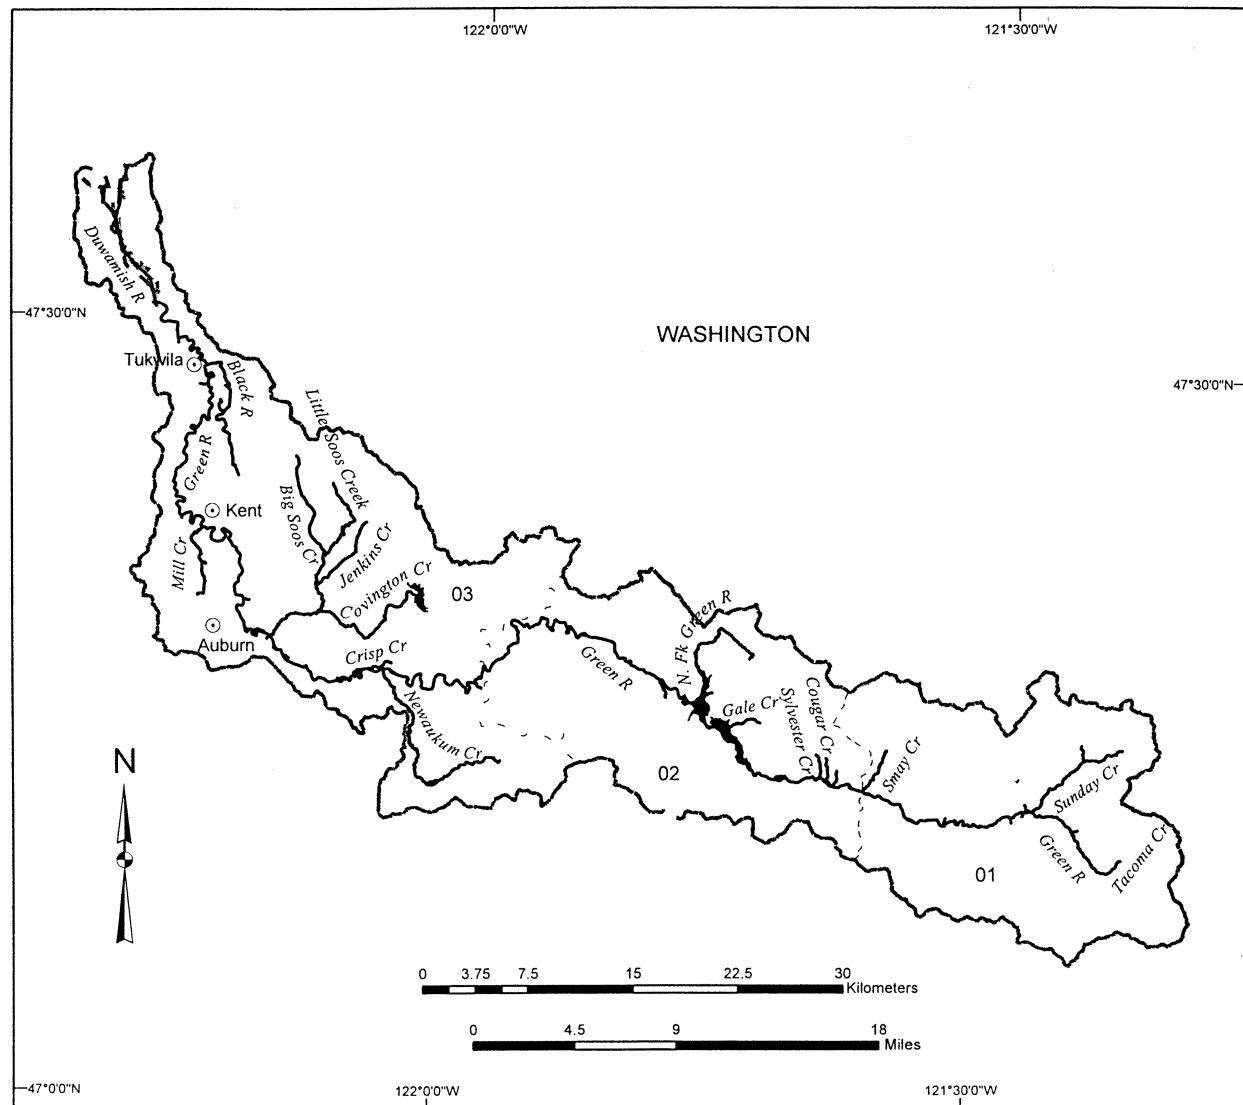 122°0'0"W
121°30'0"W
47°30'0"N
WASHINGTON
47°30'0"N
Duwamish R
Tukwila
Black R
Little Soos Creek
Green R
Kent
Big Soos Cr
Jenkins Cr
Mill Cr
Covington Cr
03
Auburn
Crisp Cr
Green R
N. Fk Green R
Newaukum Cr
Gale Cr
Sylvester Cr
Cougar Cr
Smay Cr
02
Sunday Cr
Green R
Tacoma Cr
01
N
0 3.75 7.5 15 22.5 30
Kilometers
0 4.5 9 18
Miles
47°0'0"N
122°0'0"W
121°30'0"W